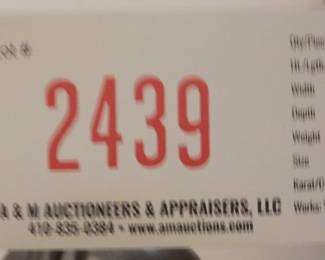 2439
A & M AUCTIONEERS & APPRAISERS, LLC
410-835-0384 • www.amauctions.com
Width
Depth
Weight
Size